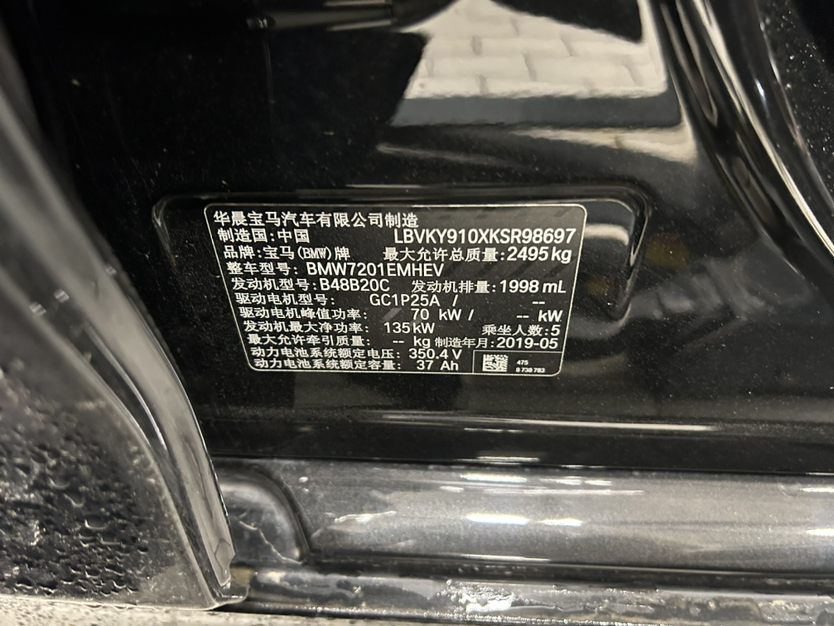 华晨宝马汽车有限公司制造
制造国:中国 LBVKY910XKSR98697
品牌:宝马(BMW)牌 最大允许总质量:2495kg
整车型号: BMW7201EMHEV
发动机型号:B48B20C 发动机排量:1998 mL
驱动电机型号: GC1P25A / --
驱动电机峰值功率: 70 kW / -- kW
发动机最大净功率: 135kW 乘坐人数:5
最大允许牵引质量: -- kg 制造年月:2019-05
动力电池系统额定电压: 350.4 V
动力电池系统额定容量: 37 Ah
475
8 738 783